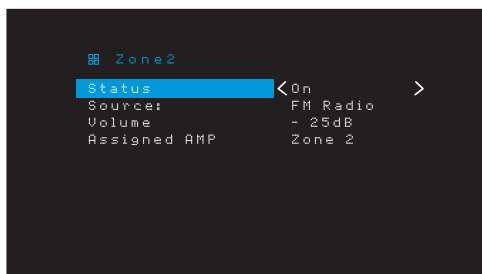 Zone2
Status On
Source: FM Radio
Volume - 25dB
Assigned AMP Zone 2